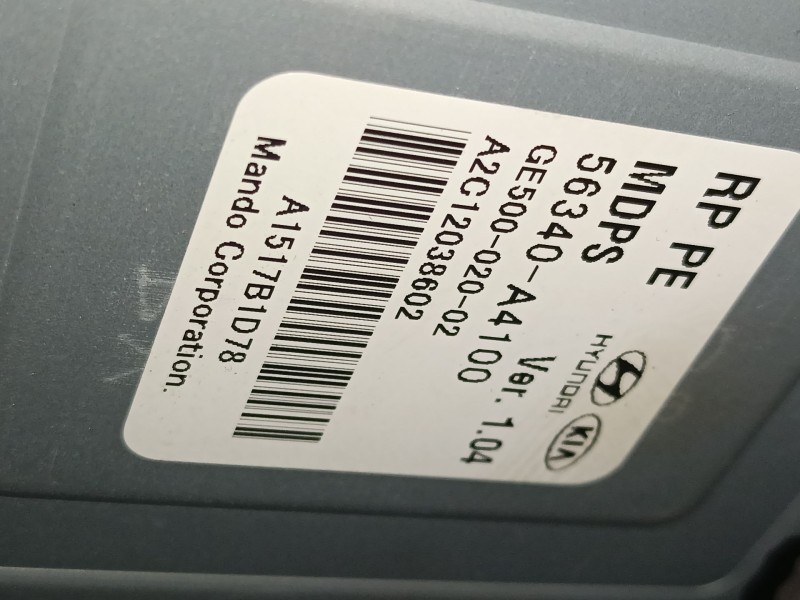 RP PE
MDPS
56340-A4100
GE500-020-02
A2C12038602
Ver. 1.04
HYUNDAI
KIA
A1517B1D78
Mando Corporation.